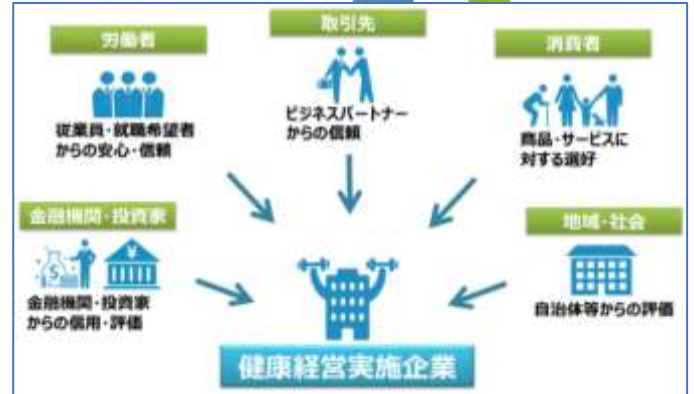 労働者
従業員・就職希望者
からの安心・信頼
取引先
ビジネスパートナー
からの信頼
消費者
商品・サービスに
対する選好
金融機関・投資家
$
¥
金融機関・投資家
からの信用・評価
地域・社会
自治体等からの評価
健康経営実施企業